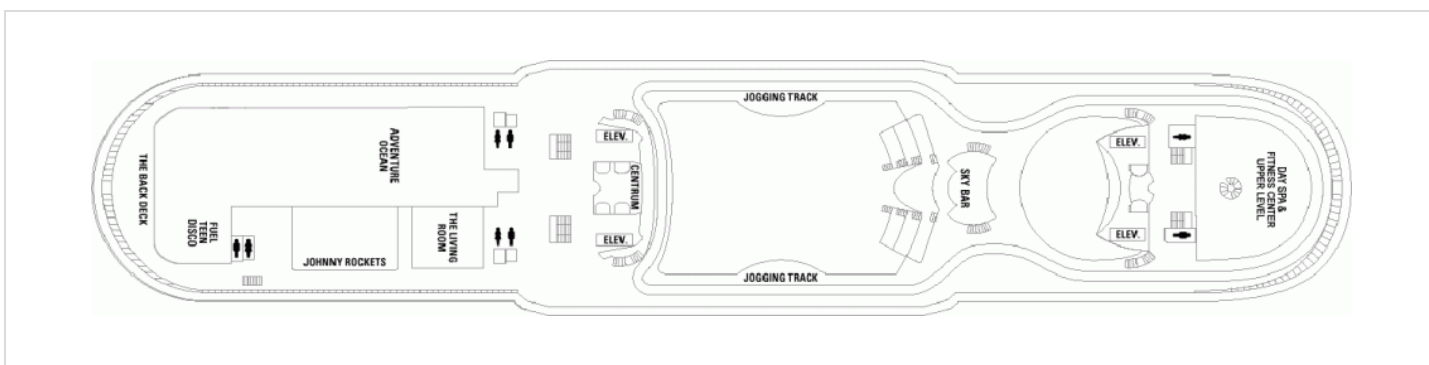 THE BACK DECK
ADVENTURE
OCEAN
FUEL
TEEN
DISCO
JOHNNY ROCKETS
THE LIVING
ROOM
ELEV.
CENTRUM
ELEV.
JOGGING TRACK
JOGGING TRACK
SKY BAR
ELEV.
ELEV.
DAY SPA &
FITNESS CENTER
UPPER LEVEL